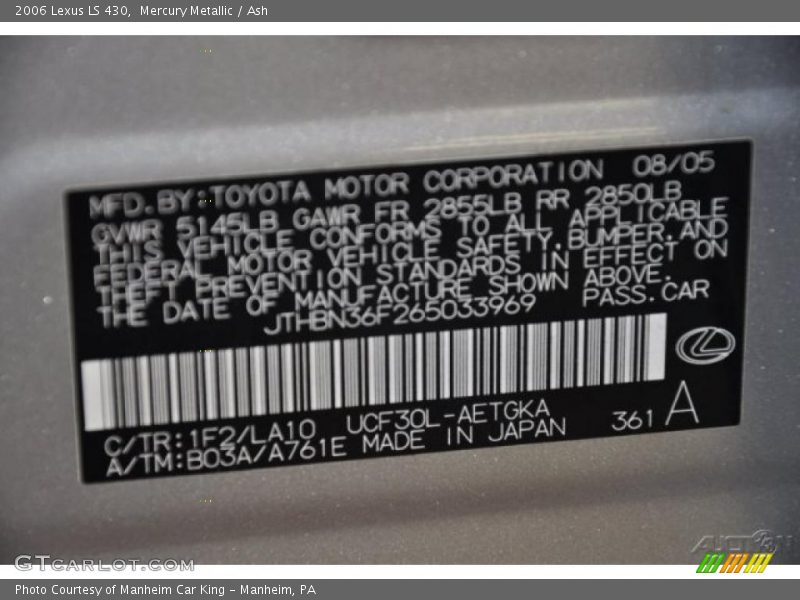 2006 Lexus LS 430,  Mercury Metallic / Ash
MFD.BY:TOYOTA MOTOR CORPORATION 08/05
GVWR 5145LB GAWR FR 2855LB RR 2850LB
THIS VEHICLE CONFORMS TO ALL APPLICABLE
FEDERAL MOTOR VEHICLE SAFETY,BUMPER,AND
THEFT PREVENTION STANDARDS IN EFFECT ON
THE DATE OF MANUFACTURE SHOWN ABOVE.
JTHBN36F265033969 PASS.CAR
C/TR:1F2/LA10 UCF30L-AETGKA 361 A
A/TM:B03A/A761E MADE IN JAPAN
AUCTION
GTcarlot.com
Photo Courtesy of Manheim Car King - Manheim, PA